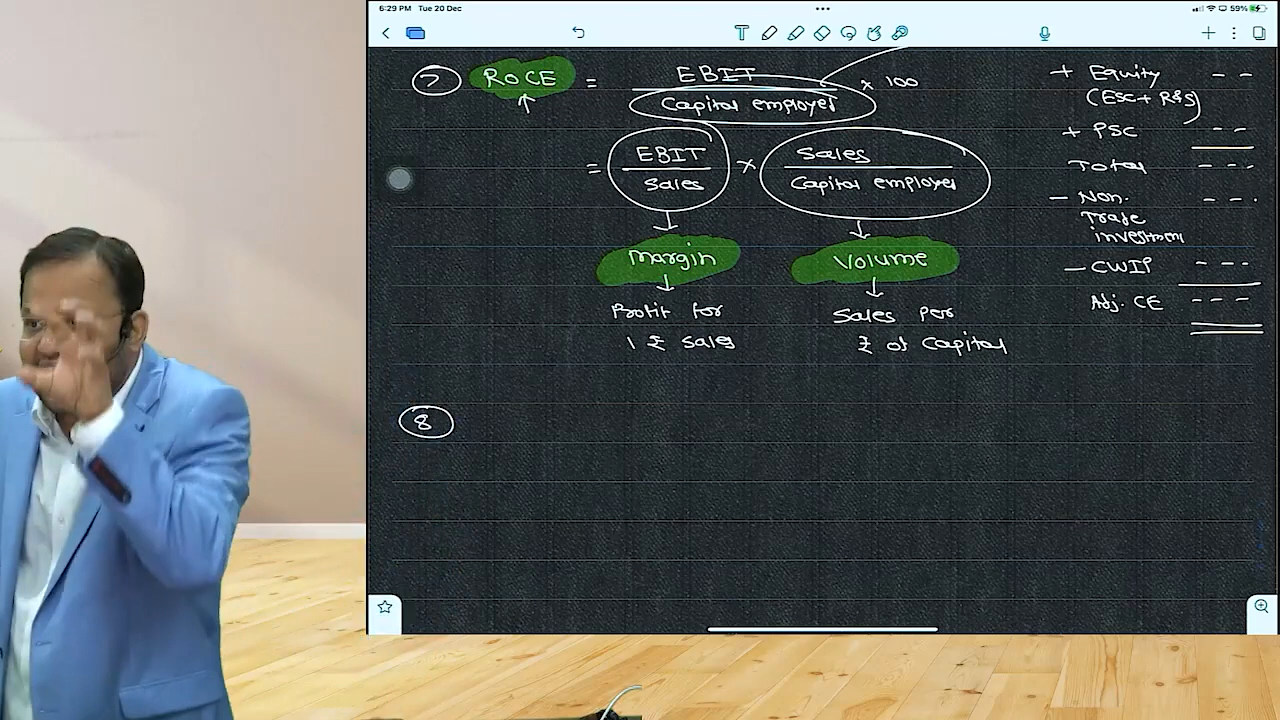 6:29 PM Tue 20 Dec
59%
7 ROCE = EBIT / Capital employed × 100
= EBIT / Sales × Sales / Capital employed
Margin Volume
Profit for Sales per
1 ₹ Sales ₹ of Capital
8
+ Equity - -
(ESC + R&S)
+ PSC - -
Total - - -
- Non. - - -
Trade
investment
- CWIP - - -
Adj. CE - - -